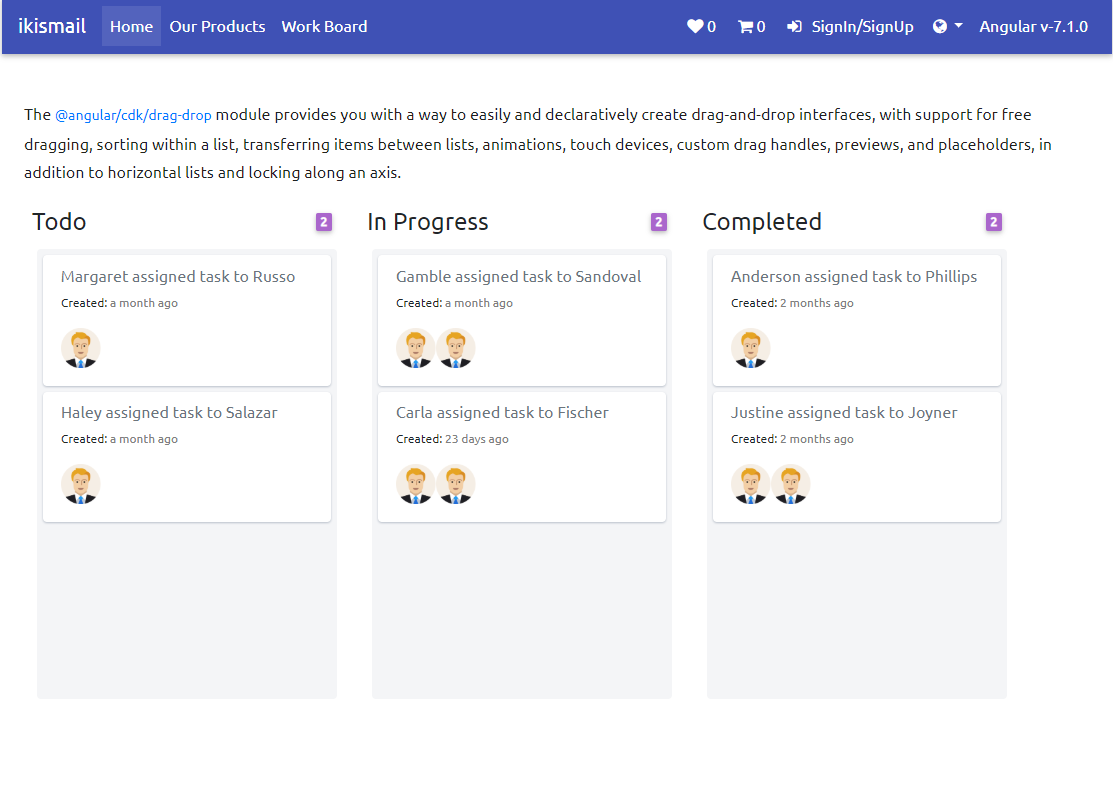 ikismail Home Our Products Work Board 0 0 SignIn/SignUp Angular v-7.1.0
The @angular/cdk/drag-drop module provides you with a way to easily and declaratively create drag-and-drop interfaces, with support for free
dragging, sorting within a list, transferring items between lists, animations, touch devices, custom drag handles, previews, and placeholders, in
addition to horizontal lists and locking along an axis.
Todo 2
Margaret assigned task to Russo
Created: a month ago
Haley assigned task to Salazar
Created: a month ago
In Progress 2
Gamble assigned task to Sandoval
Created: a month ago
Carla assigned task to Fischer
Created: 23 days ago
Completed 2
Anderson assigned task to Phillips
Created: 2 months ago
Justine assigned task to Joyner
Created: 2 months ago